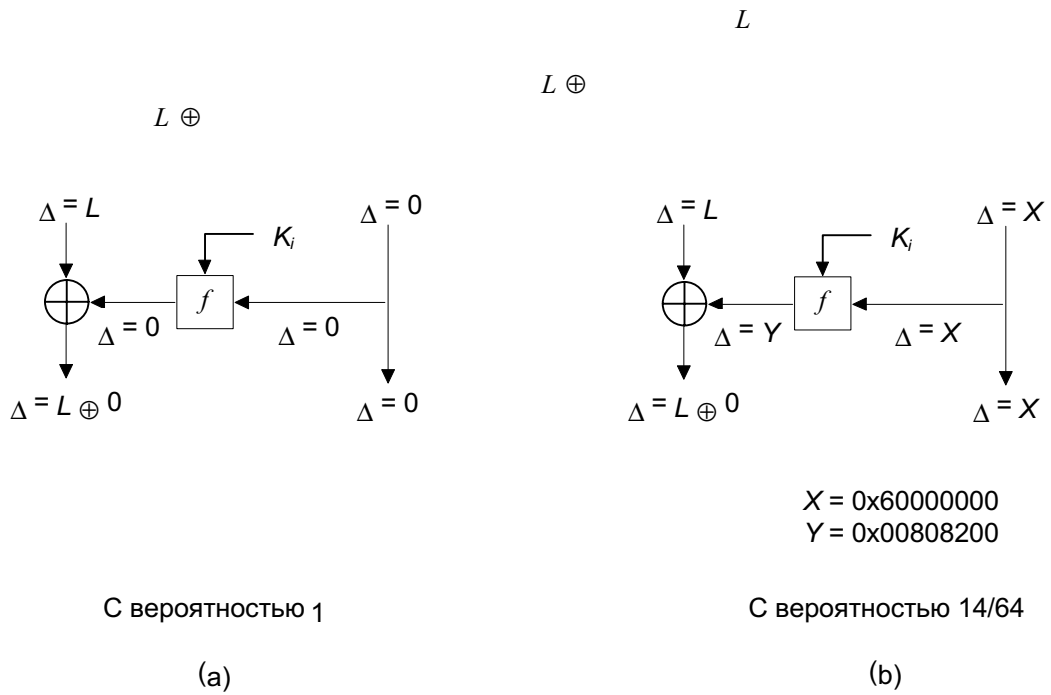 L
L ⊕
L ⊕
Δ = L
Δ = 0
K_i
f
Δ = 0
Δ = 0
Δ = L ⊕ 0
Δ = 0
С вероятностью 1
(a)
Δ = L
Δ = X
K_i
f
Δ = Y
Δ = X
Δ = L ⊕ 0
Δ = X
X = 0x60000000
Y = 0x00808200
С вероятностью 14/64
(b)